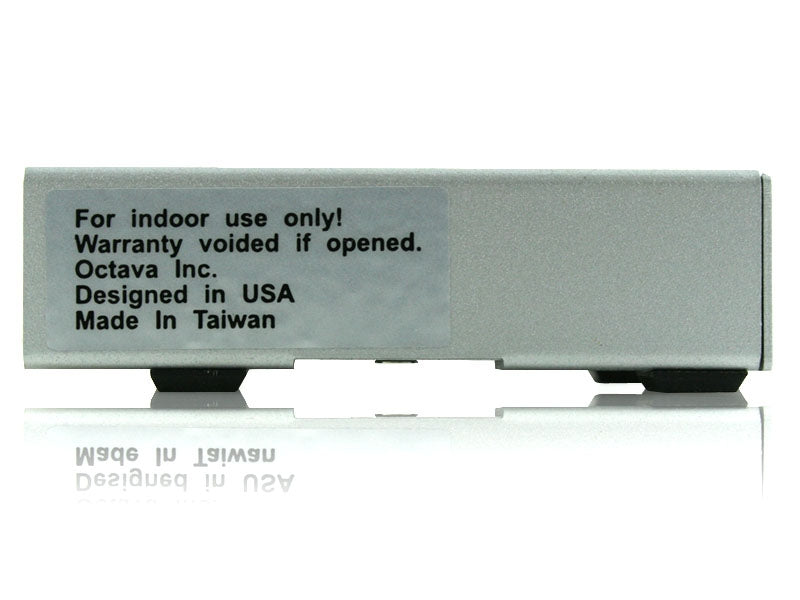 For indoor use only!
Warranty voided if opened.
Octava Inc.
Designed in USA
Made In Taiwan